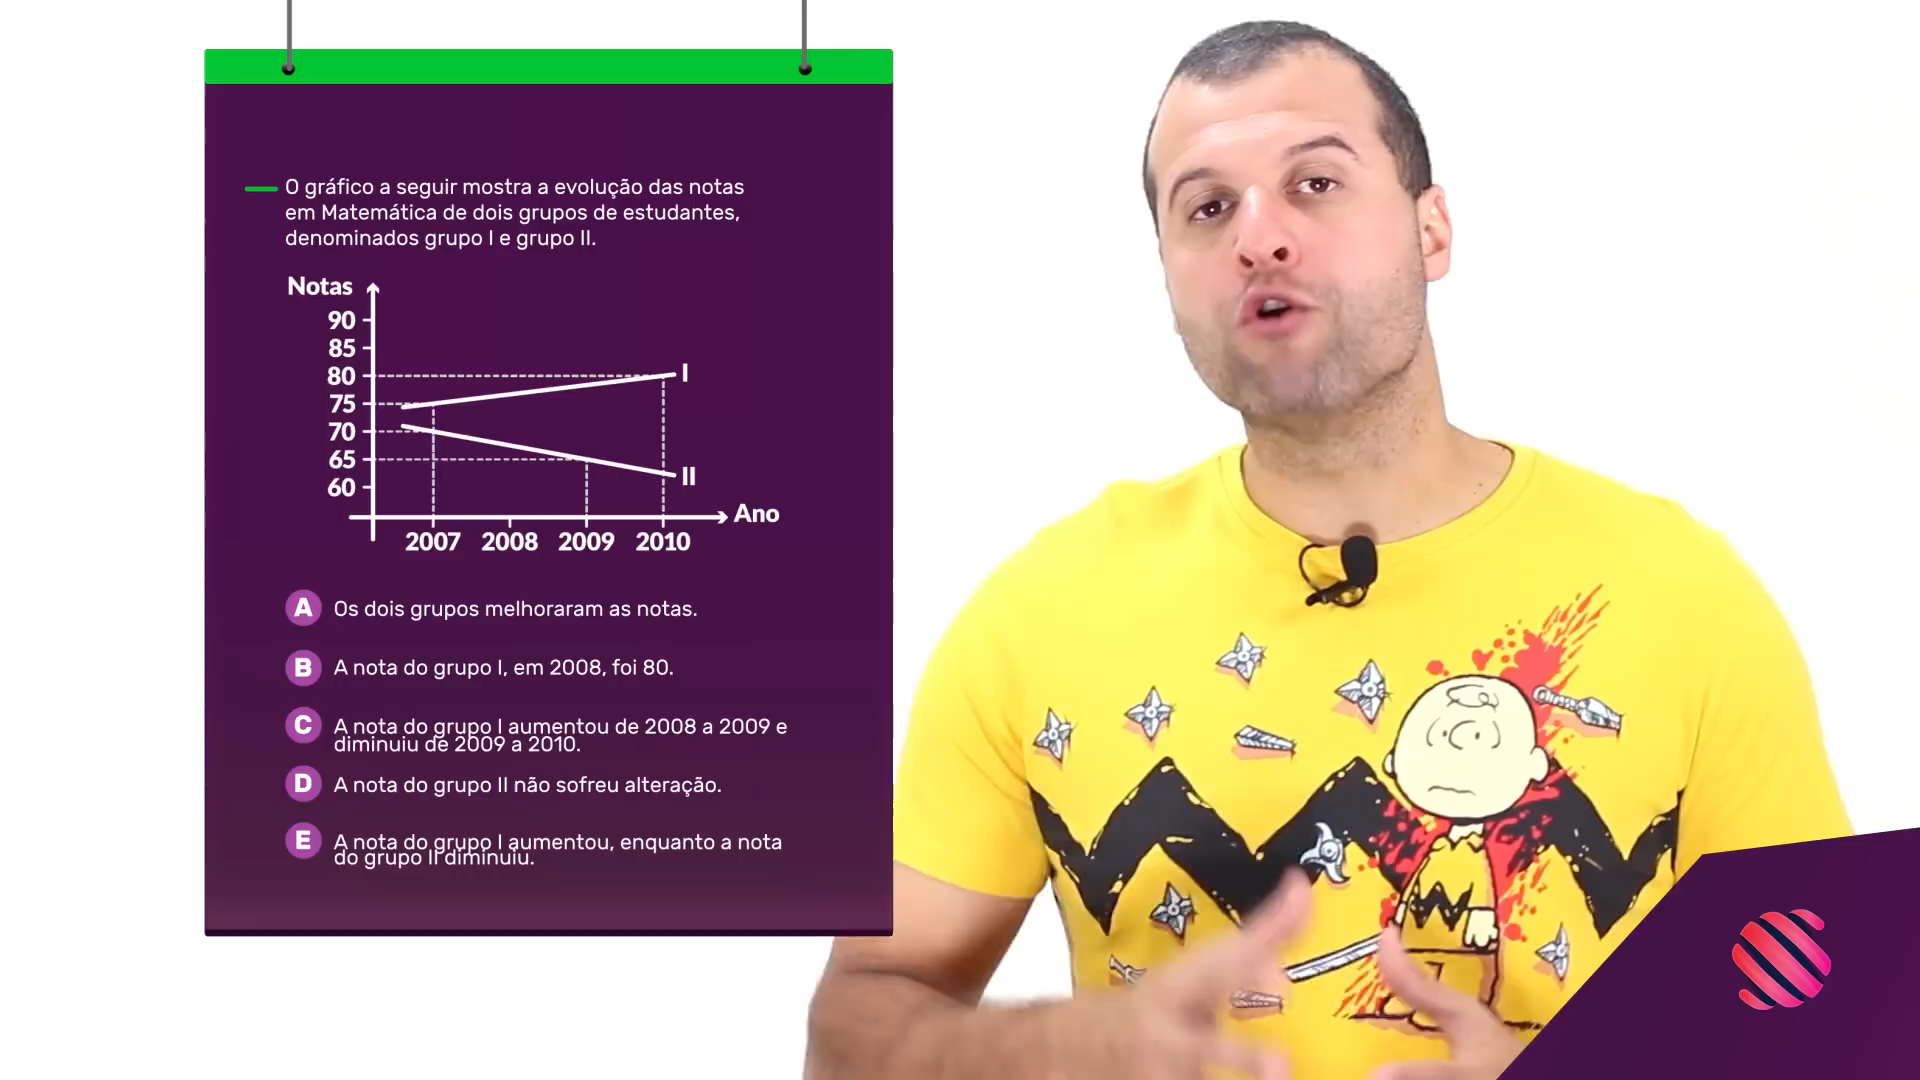 O gráfico a seguir mostra a evolução das notas
em Matemática de dois grupos de estudantes,
denominados grupo I e grupo II.
Notas
90
85
80
75
70
65
60
I
II
Ano
2007 2008 2009 2010
A Os dois grupos melhoraram as notas.
B A nota do grupo I, em 2008, foi 80.
C A nota do grupo I aumentou de 2008 a 2009 e
diminuiu de 2009 a 2010.
D A nota do grupo II não sofreu alteração.
E A nota do grupo I aumentou, enquanto a nota
do grupo II diminuiu.